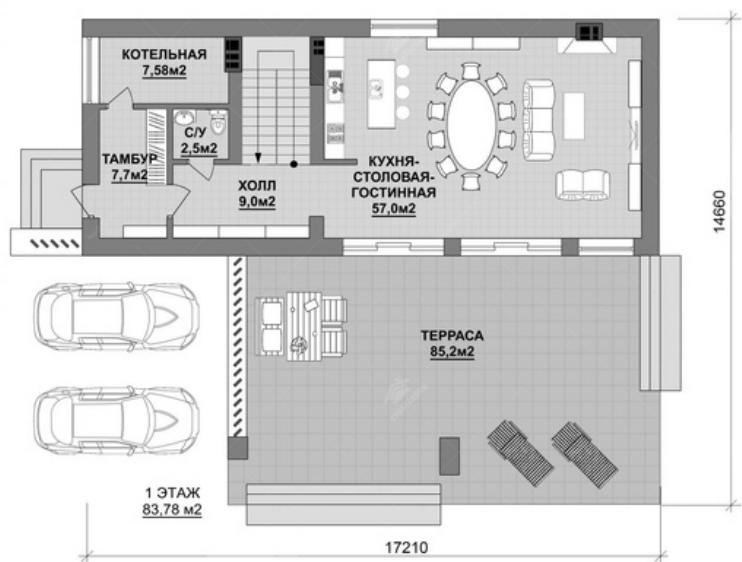 КОТЕЛЬНАЯ
7,58м2
С/У
2,5м2
ТАМБУР
7,7м2
ХОЛЛ
9,0м2
КУХНЯ-
СТОЛОВАЯ-
ГОСТИННАЯ
57,0м2
14660
ТЕРРАСА
85,2м2
1 ЭТАЖ
83,78 м2
17210